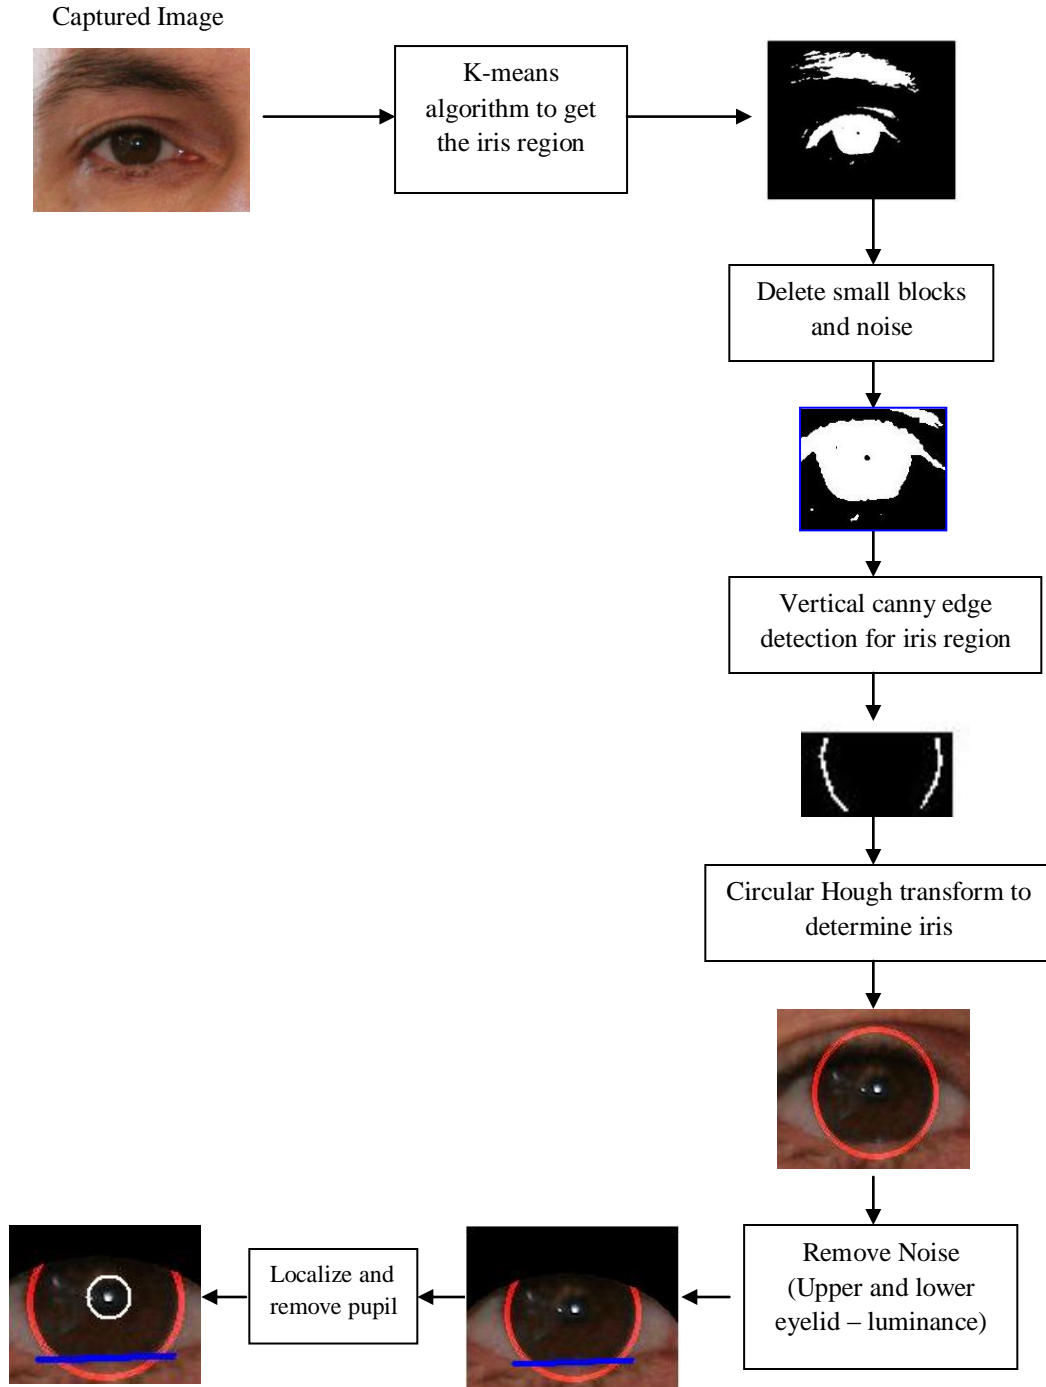 Captured Image
K-means
algorithm to get
the iris region
Delete small blocks
and noise
Vertical canny edge
detection for iris region
Circular Hough transform to
determine iris
Remove Noise
(Upper and lower
eyelid – luminance)
Localize and
remove pupil